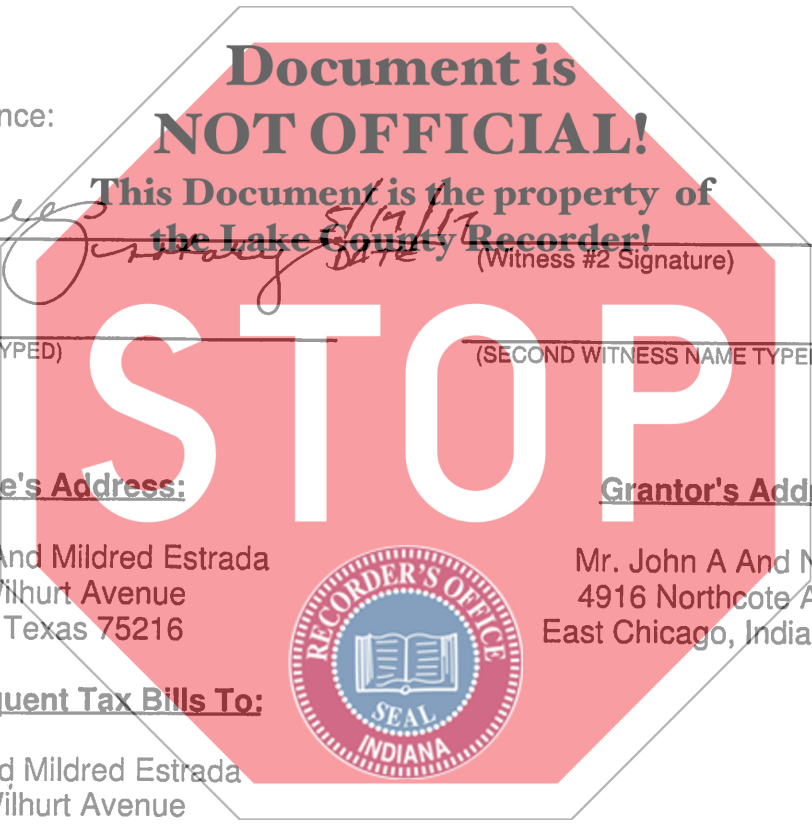 Document is
nce:
NOT OFFICIAL!
This Document is the property of
the Lake County Recorder!
5/17/17
notary DATE (Witness #2 Signature)
YPED) (SECOND WITNESS NAME TYPE
STOP
e's Address: Grantor's Add
And Mildred Estrada Mr. John A And
Wilhurt Avenue 4916 Northcote A
Texas 75216 East Chicago, India
RECORDER'S OFFICE
SEAL
INDIANA
quent Tax Bills To:
d Mildred Estrada
Wilhurt Avenue